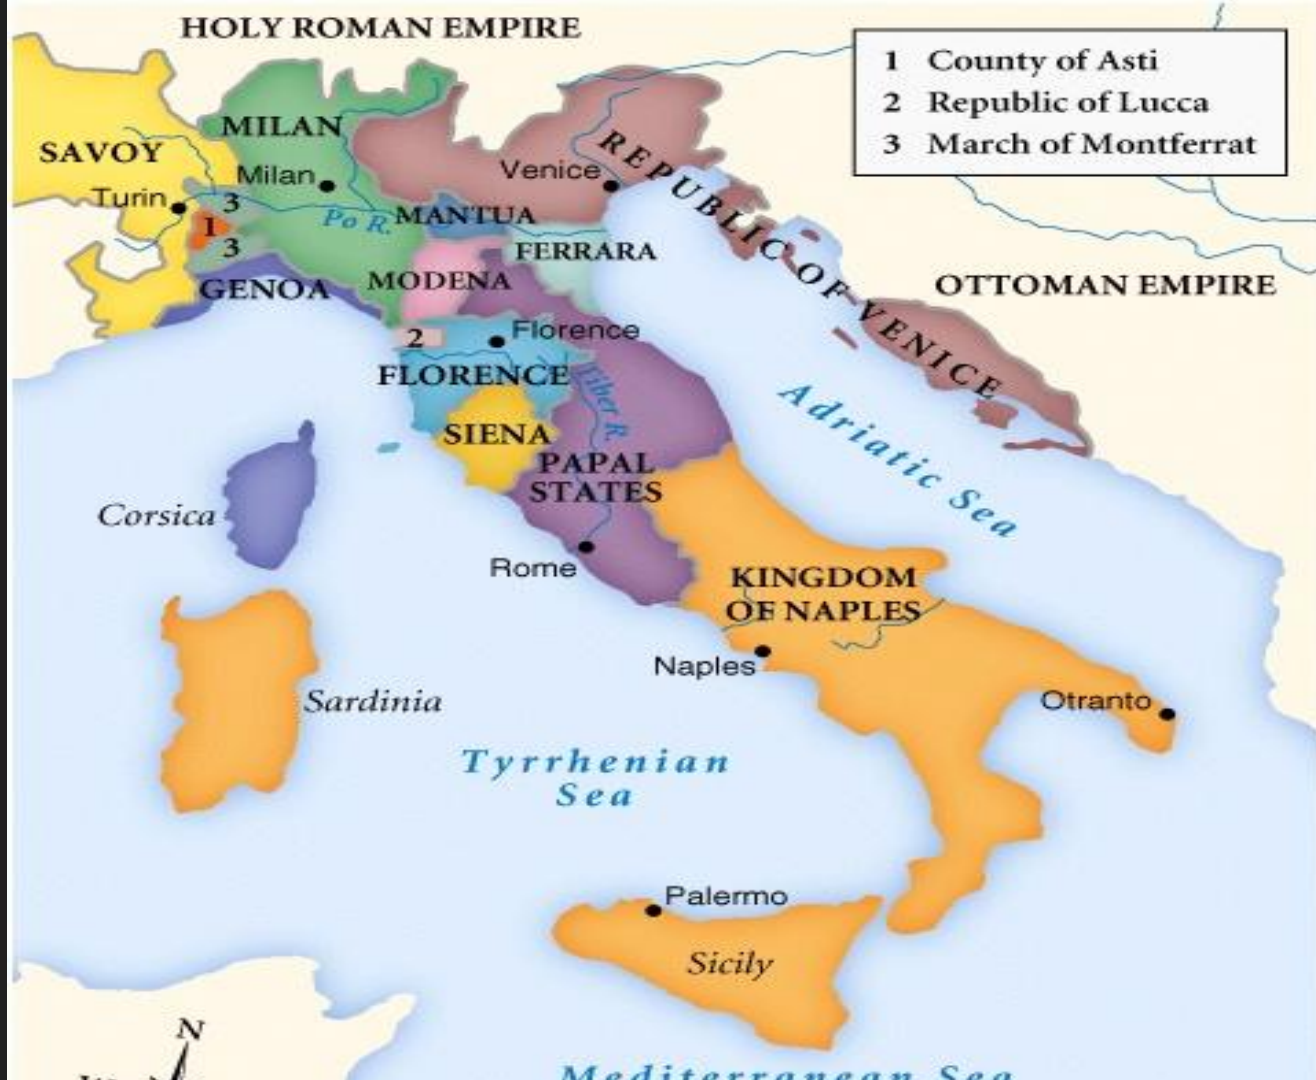 HOLY ROMAN EMPIRE
1 County of Asti
2 Republic of Lucca
3 March of Montferrat
MILAN
SAVOY
Milan
Turin
3
1
3
Po R.
Venice
REPUBLIC OF VENICE
MANTUA
FERRARA
MODENA
GENOA
OTTOMAN EMPIRE
2
Florence
FLORENCE
Tiber R.
Adriatic Sea
SIENA
PAPAL
STATES
Corsica
Rome
KINGDOM
OF NAPLES
Naples
Otranto
Sardinia
Tyrrhenian
Sea
Palermo
Sicily
N
Mediterranean Sea